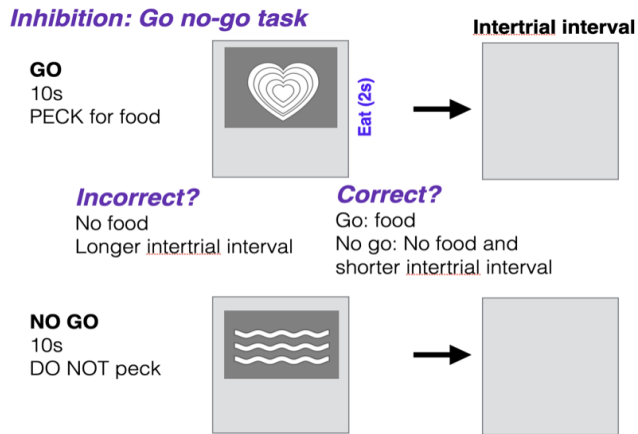 Inhibition: Go no-go task
Intertrial interval
GO
10s
PECK for food
Eat (2s)
Incorrect?
No food
Longer intertrial interval
Correct?
Go: food
No go: No food and
shorter intertrial interval
NO GO
10s
DO NOT peck